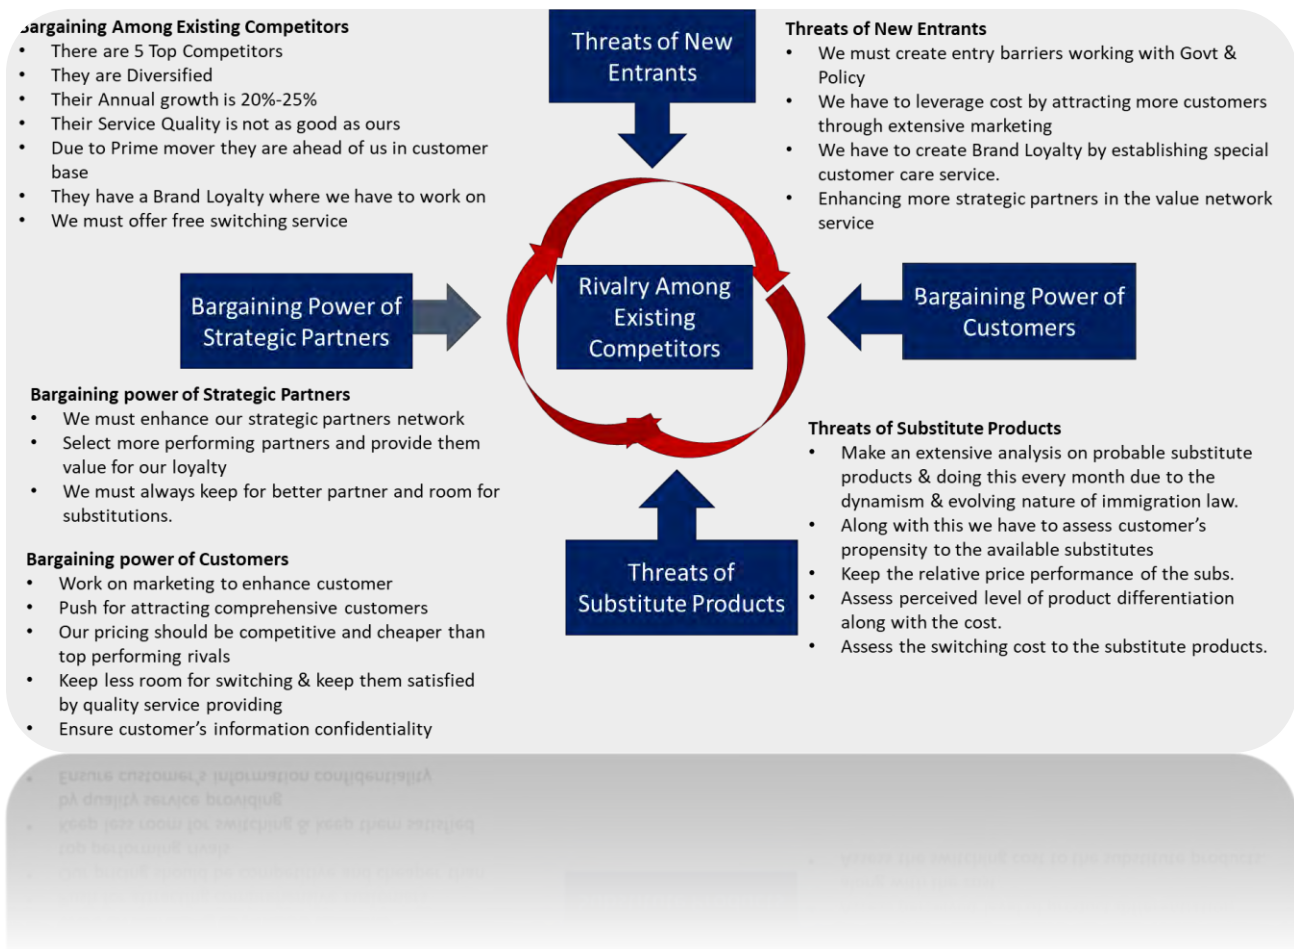 Bargaining Among Existing Competitors
• There are 5 Top Competitors
• They are Diversified
• Their Annual growth is 20%-25%
• Their Service Quality is not as good as ours
• Due to Prime mover they are ahead of us in customer
base
• They have a Brand Loyalty where we have to work on
• We must offer free switching service
Threats of New
Entrants
Threats of New Entrants
• We must create entry barriers working with Govt &
Policy
• We have to leverage cost by attracting more customers
through extensive marketing
• We have to create Brand Loyalty by establishing special
customer care service.
• Enhancing more strategic partners in the value network
service
Bargaining Power of
Strategic Partners
Rivalry Among
Existing
Competitors
Bargaining Power of
Customers
Bargaining power of Strategic Partners
• We must enhance our strategic partners network
• Select more performing partners and provide them
value for our loyalty
• We must always keep for better partner and room for
substitutions.
Bargaining power of Customers
• Work on marketing to enhance customer
• Push for attracting comprehensive customers
• Our pricing should be competitive and cheaper than
top performing rivals
• Keep less room for switching & keep them satisfied
by quality service providing
• Ensure customer's information confidentiality
Threats of
Substitute Products
Threats of Substitute Products
• Make an extensive analysis on probable substitute
products & doing this every month due to the
dynamism & evolving nature of immigration law.
• Along with this we have to assess customer's
propensity to the available substitutes
• Keep the relative price performance of the subs.
• Assess perceived level of product differentiation
along with the cost.
• Assess the switching cost to the substitute products.